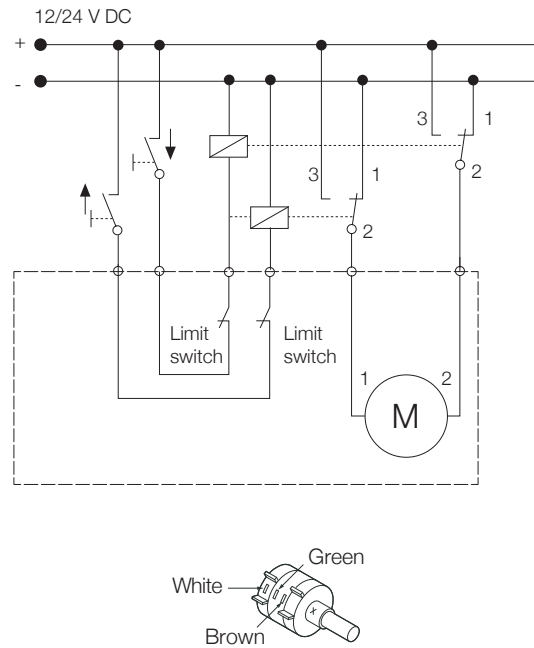 12/24 V DC
+
-
3
1
3
1
2
2
Limit
switch
Limit
switch
1
2
M
Green
White
Brown
x